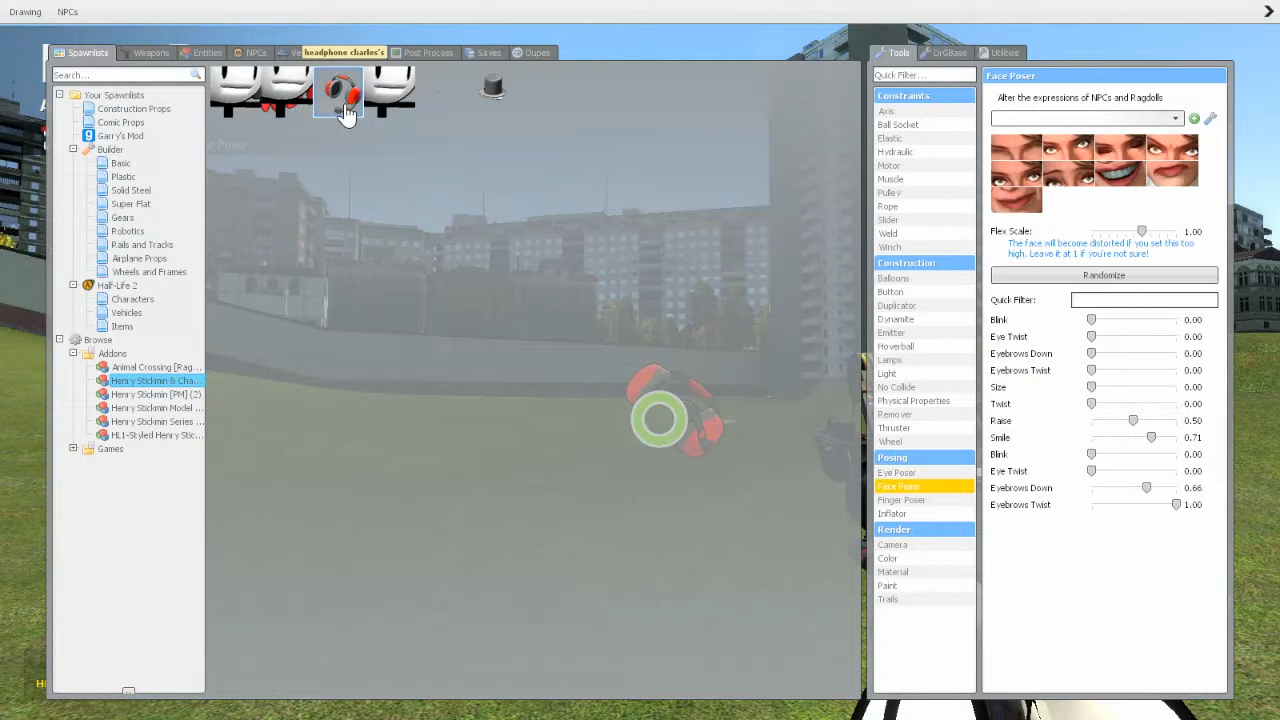 Drawing NPCs
Spawnlists Weapons Entities NPCs Ve headphone charles's Post Process Saves Dupes
Search...
Your Spawnlists
Construction Props
Comic Props
Garry's Mod
Builder
Basic
Plastic
Solid Steel
Super Flat
Gears
Robotics
Rails and Tracks
Airplane Props
Wheels and Frames
Half-Life 2
Characters
Vehicles
Items
Browse
Addons
Animal Crossing [Rag...
Henry Stickmin & Cha...
Henry Stickmin [PM] (2)
Henry Stickmin Model ...
Henry Stickmin Series ...
HL1-Styled Henry Stic...
Games
Tools DrGBase Utilities
Quick Filter...
Constraints
Axis
Ball Socket
Elastic
Hydraulic
Motor
Muscle
Pulley
Rope
Slider
Weld
Winch
Construction
Balloons
Button
Duplicator
Dynamite
Emitter
Hoverball
Lamps
Light
No Collide
Physical Properties
Remover
Thruster
Wheel
Posing
Eye Poser
Face Poser
Finger Poser
Inflator
Render
Camera
Color
Material
Paint
Trails
Face Poser
Alter the expressions of NPCs and Ragdolls
Flex Scale: 1.00
The face will become distorted if you set this too
high. Leave it at 1 if you're not sure!
Randomize
Quick Filter:
Blink 0.00
Eye Twist 0.00
Eyebrows Down 0.00
Eyebrows Twist 0.00
Size 0.00
Twist 0.00
Raise 0.50
Smile 0.71
Blink 0.00
Eye Twist 0.00
Eyebrows Down 0.66
Eyebrows Twist 1.00